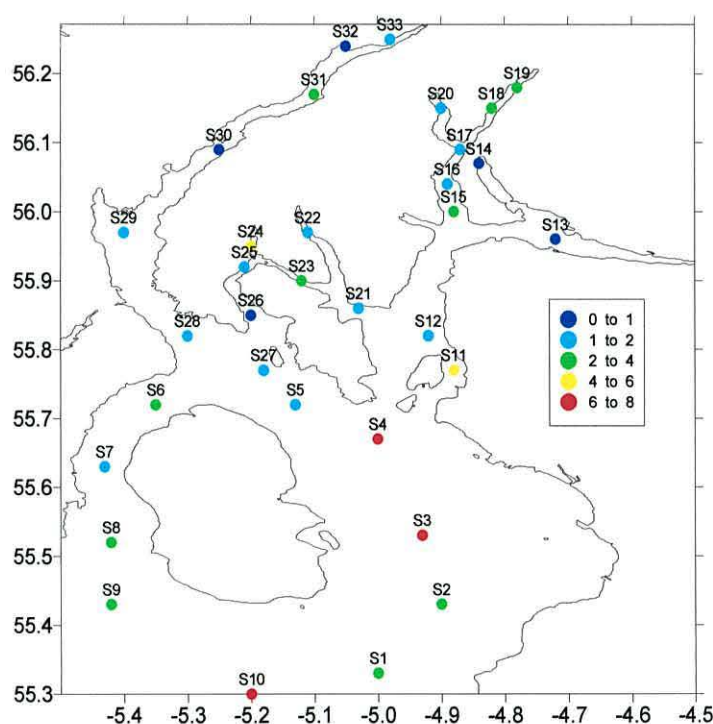 S32 S33
56.2
S31 S20 S18 S19
56.1
S30 S17 S14
S16
56.0
S15
S29 S24 S22 S13
S25
55.9
S23
S26 S21
S28 S12
55.8
S27 S11
S6 S5
55.7
S4
S7
55.6
S3
S8
55.5
S9 S2
55.4
S1
S10
55.3
0 to 1
1 to 2
2 to 4
4 to 6
6 to 8
-5.4 -5.3 -5.2 -5.1 -5.0 -4.9 -4.8 -4.7 -4.6 -4.5